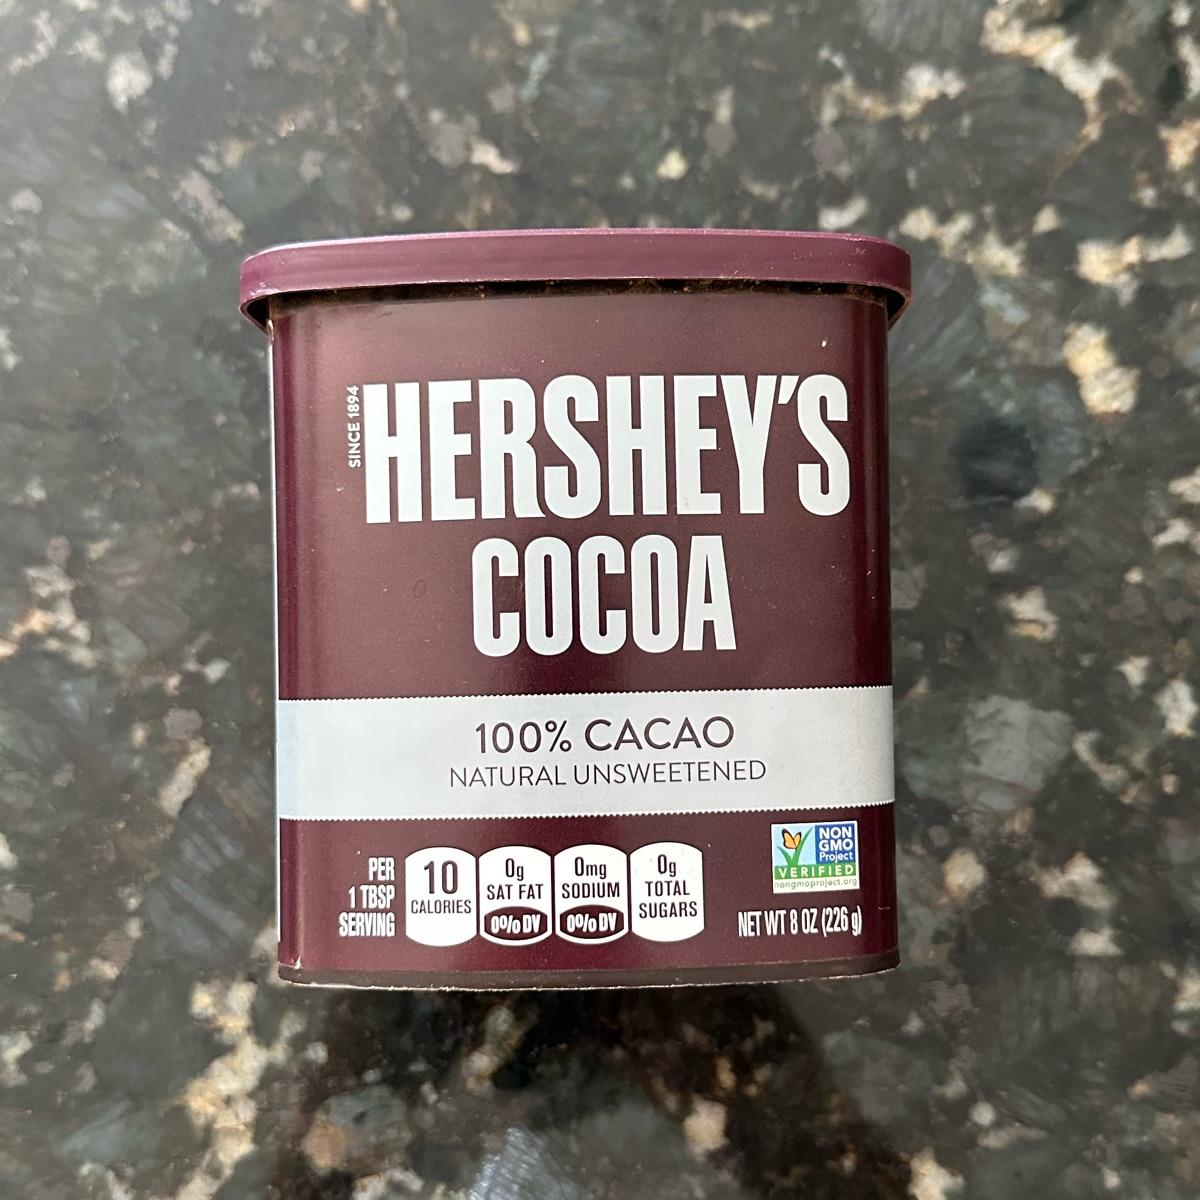 SINCE 1894
HERSHEY'S
COCOA
100% CACAO
NATURAL UNSWEETENED
PER
1 TBSP
SERVING
10
CALORIES
0g
SAT FAT
0% DV
0mg
SODIUM
0% DV
0g
TOTAL
SUGARS
NON
GMO
Project
VERIFIED
nongmoproject.org
NET WT 8 OZ (226 g)